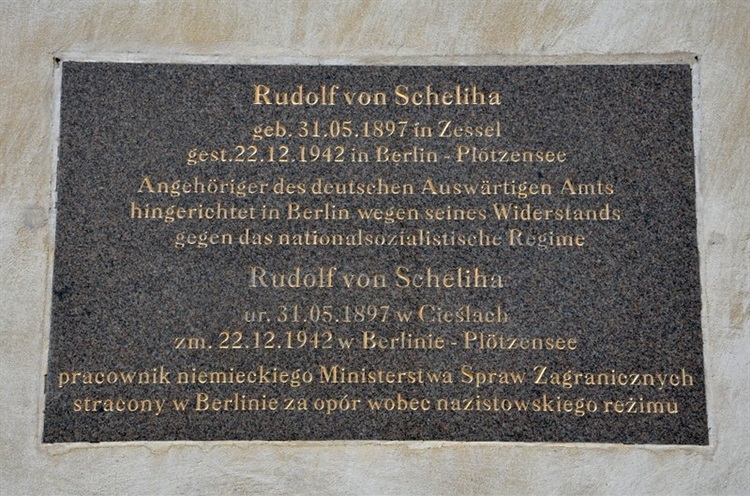 Rudolf von Scheliha
geb. 31.05.1897 in Zessel
gest.22.12.1942 in Berlin - Plötzensee
Angehöriger des deutschen Auswärtigen Amts
hingerichtet in Berlin wegen seines Widerstands
gegen das nationalsozialistische Regime
Rudolf von Scheliha
ur. 31.05.1897 w Cieślach
zm. 22.12.1942 w Berlinie - Plötzensee
pracownik niemieckiego Ministerstwa Spraw Zagranicznych
stracony w Berlinie za opór wobec nazistowskiego reżimu